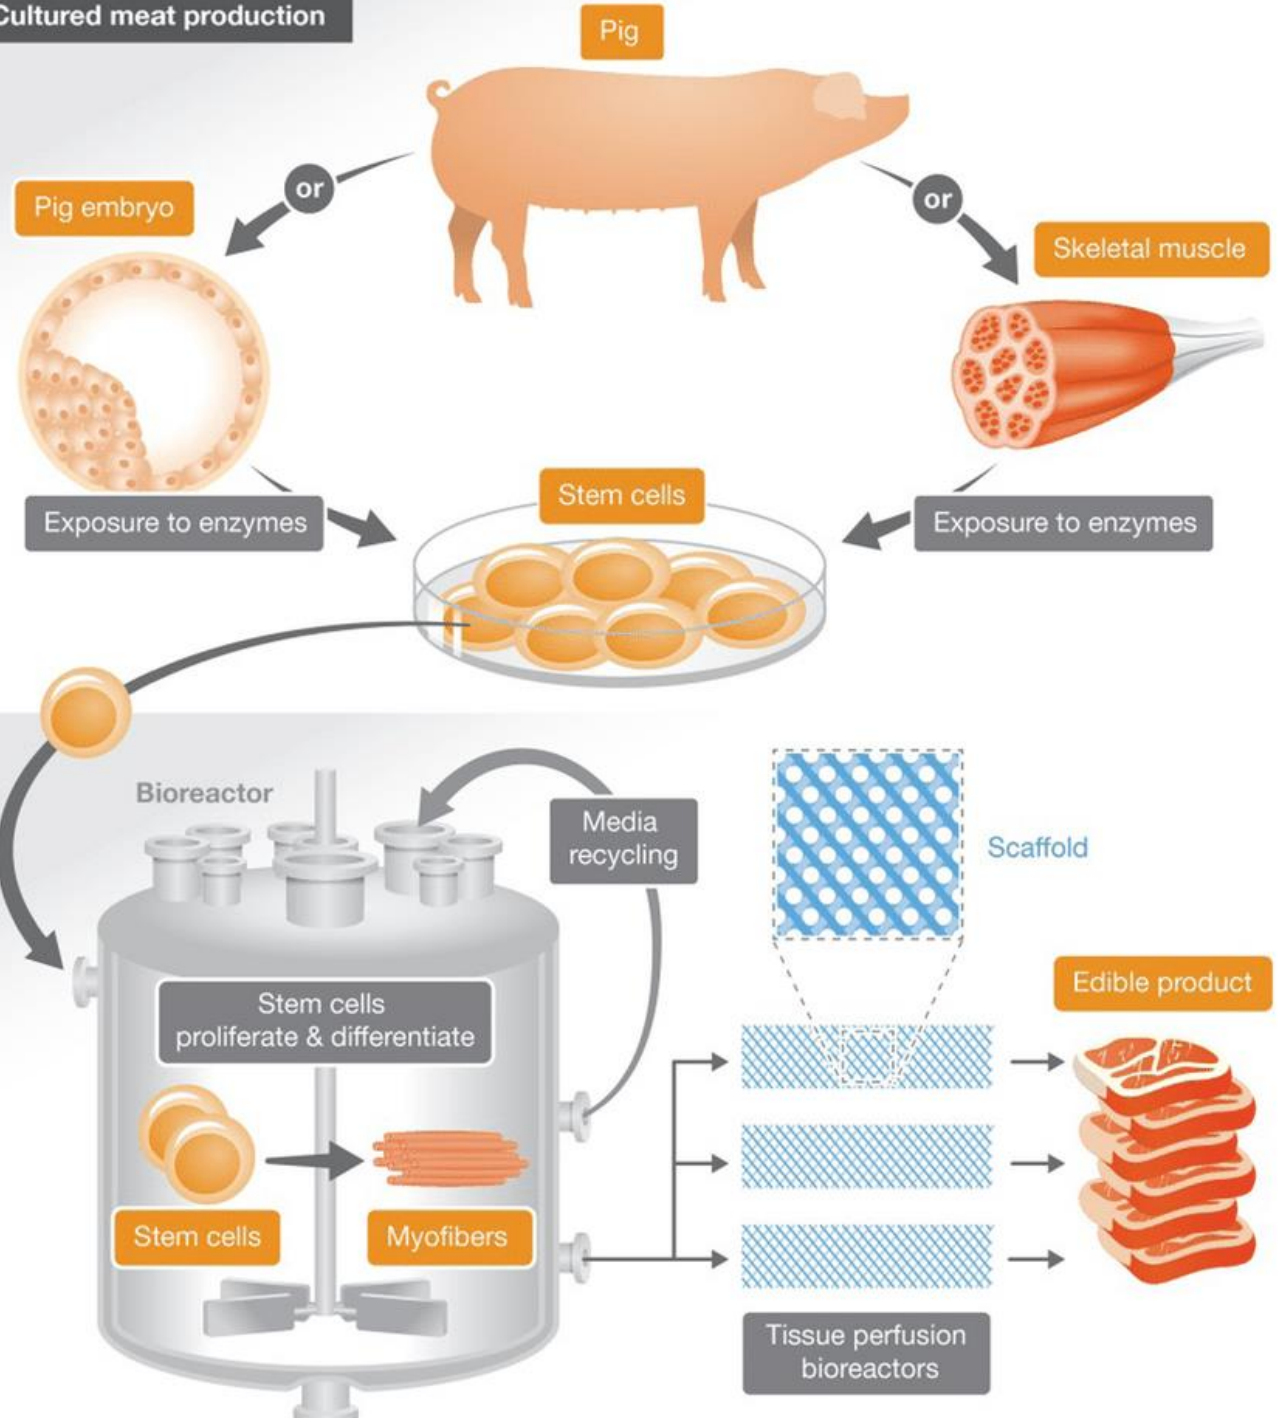 Cultured meat production
Pig
or
or
Pig embryo
Skeletal muscle
Stem cells
Exposure to enzymes
Exposure to enzymes
Bioreactor
Media
recycling
Scaffold
Edible product
Stem cells
proliferate & differentiate
Stem cells
Myofibers
Tissue perfusion
bioreactors